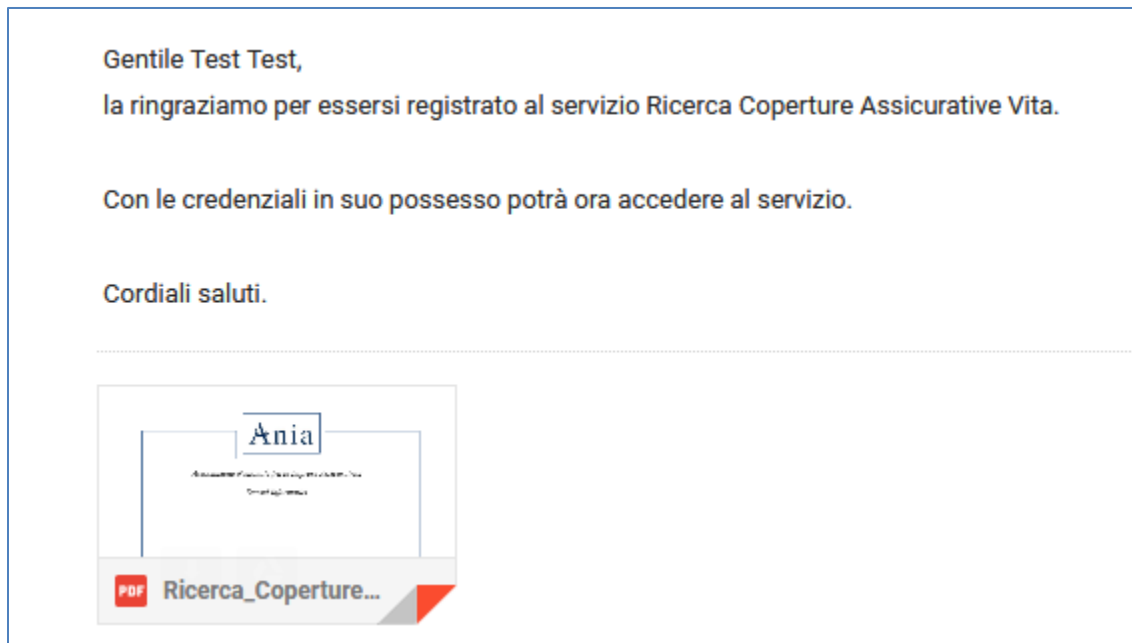 Gentile Test Test,
la ringraziamo per essersi registrato al servizio Ricerca Coperture Assicurative Vita.
Con le credenziali in suo possesso potrà ora accedere al servizio.
Cordiali saluti.
Ania
PDF Ricerca_Coperture...